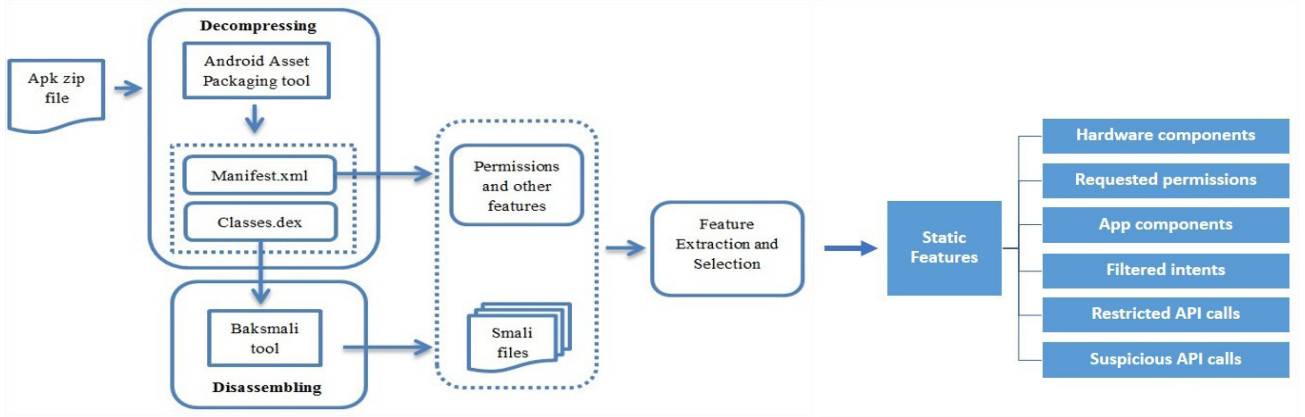 Apk zip
file
Decompressing
Android Asset
Packaging tool
Manifest.xml
Classes.dex
Baksmali
tool
Disassembling
Permissions
and other
features
Smali
files
Feature
Extraction and
Selection
Static
Features
Hardware components
Requested permissions
App components
Filtered intents
Restricted API calls
Suspicious API calls